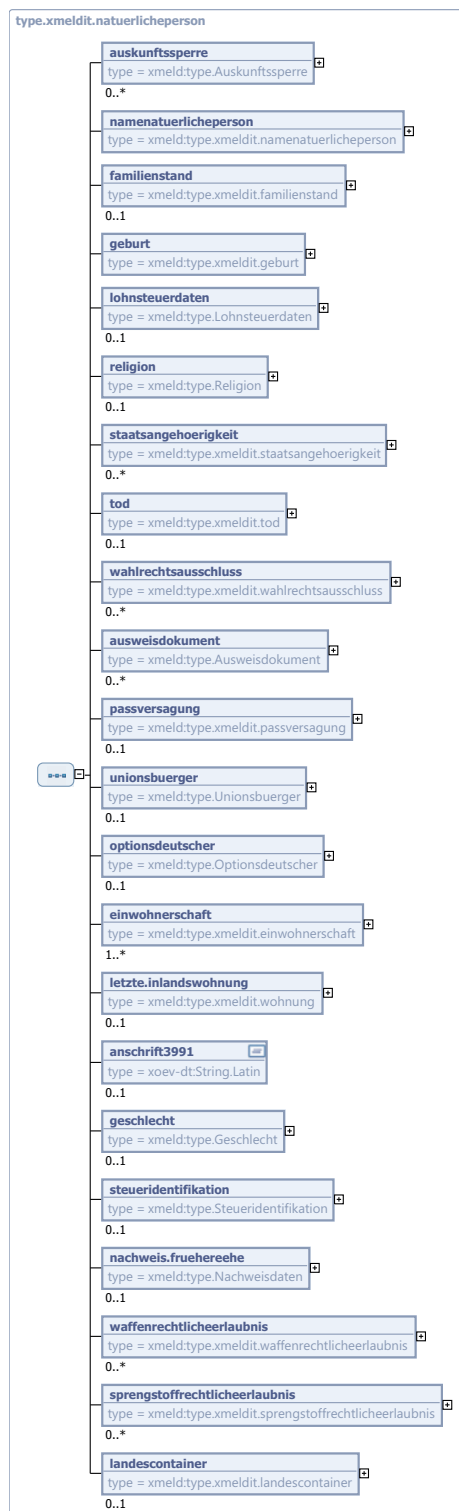 type.xmeldit.natuerlicheperson
auskunftssperre
type = xmeld:type.Auskunftssperre
0..*
namenatuerlicheperson
type = xmeld:type.xmeldit.namenatuerlicheperson
familienstand
type = xmeld:type.xmeldit.familienstand
0..1
geburt
type = xmeld:type.xmeldit.geburt
lohnsteuerdaten
type = xmeld:type.Lohnsteuerdaten
0..1
religion
type = xmeld:type.Religion
0..1
staatsangehoerigkeit
type = xmeld:type.xmeldit.staatsangehoerigkeit
0..*
tod
type = xmeld:type.xmeldit.tod
0..1
wahlrechtsausschluss
type = xmeld:type.xmeldit.wahlrechtsausschluss
0..*
ausweisdokument
type = xmeld:type.Ausweisdokument
0..*
passversagung
type = xmeld:type.xmeldit.passversagung
0..1
unionsbuerger
type = xmeld:type.Unionsbuerger
0..1
optionsdeutscher
type = xmeld:type.Optionsdeutscher
0..1
einwohnerschaft
type = xmeld:type.xmeldit.einwohnerschaft
1..*
letzte.inlandswohnung
type = xmeld:type.xmeldit.wohnung
0..1
anschrift3991
type = xoev-dt:String.Latin
0..1
geschlecht
type = xmeld:type.Geschlecht
0..1
steueridentifikation
type = xmeld:type.Steueridentifikation
0..1
nachweis.fruehereehe
type = xmeld:type.Nachweisdaten
0..1
waffenrechtlicheerlaubnis
type = xmeld:type.xmeldit.waffenrechtlicheerlaubnis
0..*
sprengstoffrechtlicheerlaubnis
type = xmeld:type.xmeldit.sprengstoffrechtlicheerlaubnis
0..*
landescontainer
type = xmeld:type.xmeldit.landescontainer
0..1